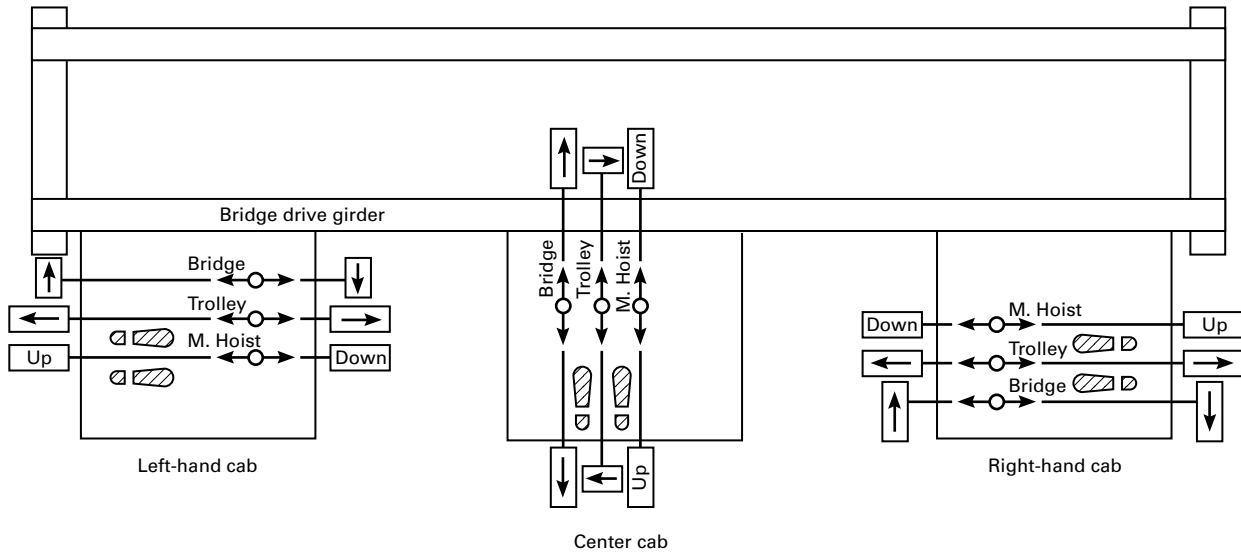 Bridge drive girder
Bridge
Trolley
M. Hoist
Up
Down
Left-hand cab
Down
Bridge
Trolley
M. Hoist
Up
Center cab
M. Hoist
Down
Up
Trolley
Bridge
Right-hand cab